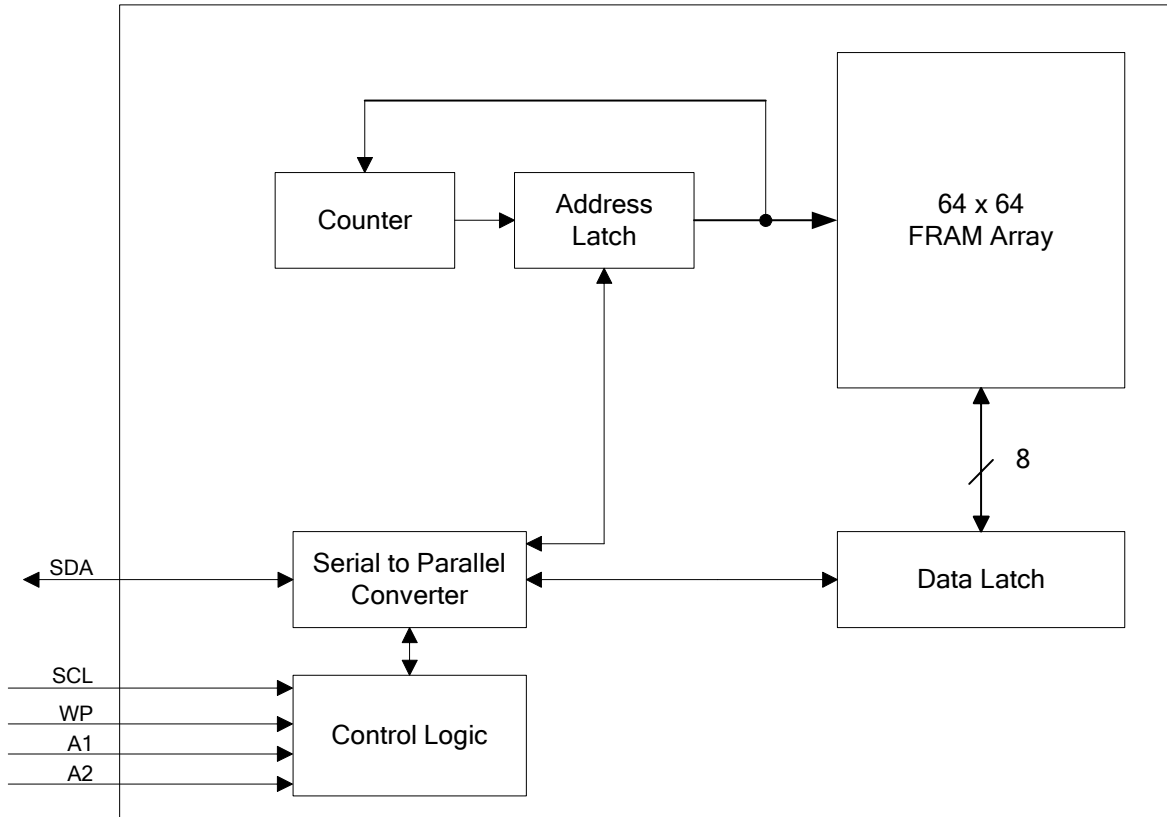 Counter
Address
Latch
64 x 64
FRAM Array
8
SDA
Serial to Parallel
Converter
Data Latch
SCL
WP
A1
A2
Control Logic